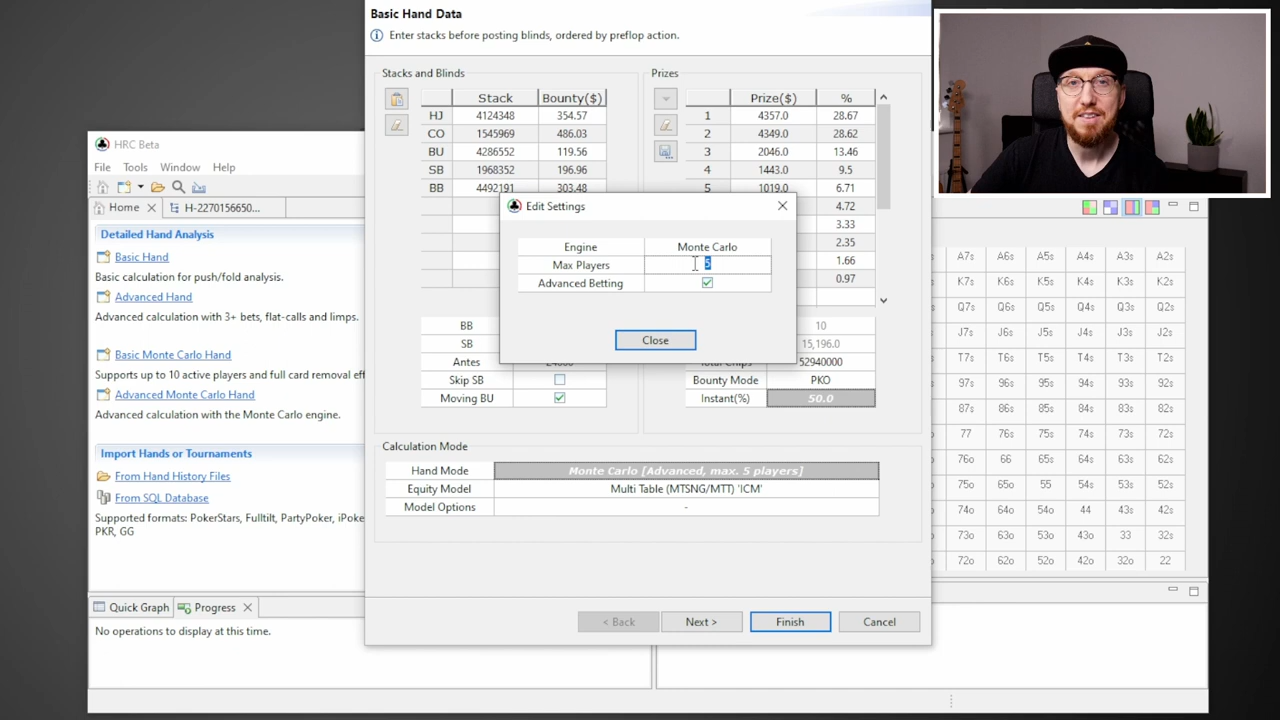 Basic Hand Data
Enter stacks before posting blinds, ordered by preflop action.
Stacks and Blinds
Stack Bounty($)
HJ 4124348 354.57
CO 1545969 486.03
BU 4286552 119.56
SB 1968352 196.96
BB 4492191 303.48
BB
SB
Antes
Skip SB
Moving BU
Prizes
Prize($) %
1 4357.0 28.67
2 4349.0 28.62
3 2046.0 13.46
4 1443.0 9.5
5 1019.0 6.71
4.72
3.33
2.35
1.66
0.97
10
15,196.0
52940000
Bounty Mode PKO
Instant(%) 50.0
Edit Settings
Engine Monte Carlo
Max Players 5
Advanced Betting
Close
Calculation Mode
Hand Mode Monte Carlo [Advanced, max. 5 players]
Equity Model Multi Table (MTSNG/MTT) 'ICM'
Model Options -
< Back Next > Finish Cancel
HRC Beta
File Tools Window Help
Home H-2270156650...
Detailed Hand Analysis
Basic Hand
Basic calculation for push/fold analysis.
Advanced Hand
Advanced calculation with 3+ bets, flat-calls and limps.
Basic Monte Carlo Hand
Supports up to 10 active players and full card removal ef
Advanced Monte Carlo Hand
Advanced calculation with the Monte Carlo engine.
Import Hands or Tournaments
From Hand History Files
From SQL Database
Supported formats: PokerStars, Fulltilt, PartyPoker, iPoke
PKR, GG
Quick Graph Progress
No operations to display at this time.
A7s A6s A5s A4s A3s A2s
K7s K6s K5s K4s K3s K2s
Q7s Q6s Q5s Q4s Q3s Q2s
J7s J6s J5s J4s J3s J2s
T7s T6s T5s T4s T3s T2s
97s 96s 95s 94s 93s 92s
87s 86s 85s 84s 83s 82s
77 76s 75s 74s 73s 72s
76o 66 65s 64s 63s 62s
75o 65o 55 54s 53s 52s
74o 64o 54o 44 43s 42s
73o 63o 53o 43o 33 32s
72o 62o 52o 42o 32o 22